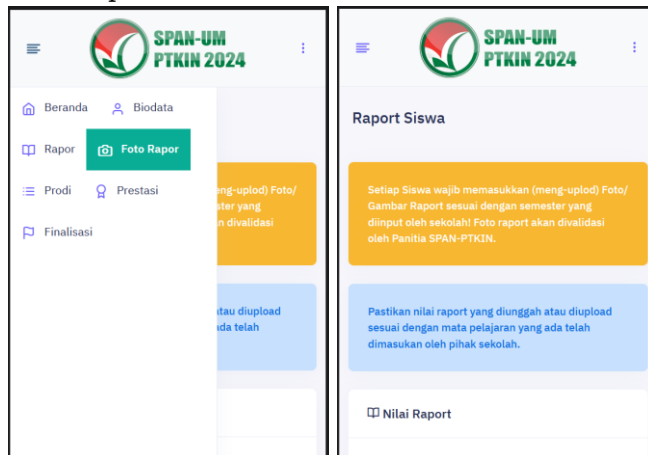 SPAN-UM
PTKIN 2024
Beranda
Biodata
Rapor
Foto Rapor
Prodi
Prestasi
Finalisasi
eng-uplod) Foto/
ster yang
n divalidasi
atau diupload
ada telah
SPAN-UM
PTKIN 2024
Raport Siswa
Setiap Siswa wajib memasukkan (meng-uplod) Foto/
Gambar Raport sesuai dengan semester yang
diinput oleh sekolah! Foto raport akan divalidasi
oleh Panitia SPAN-PTKIN.
Pastikan nilai raport yang diunggah atau diupload
sesuai dengan mata pelajaran yang ada telah
dimasukan oleh pihak sekolah.
Nilai Raport